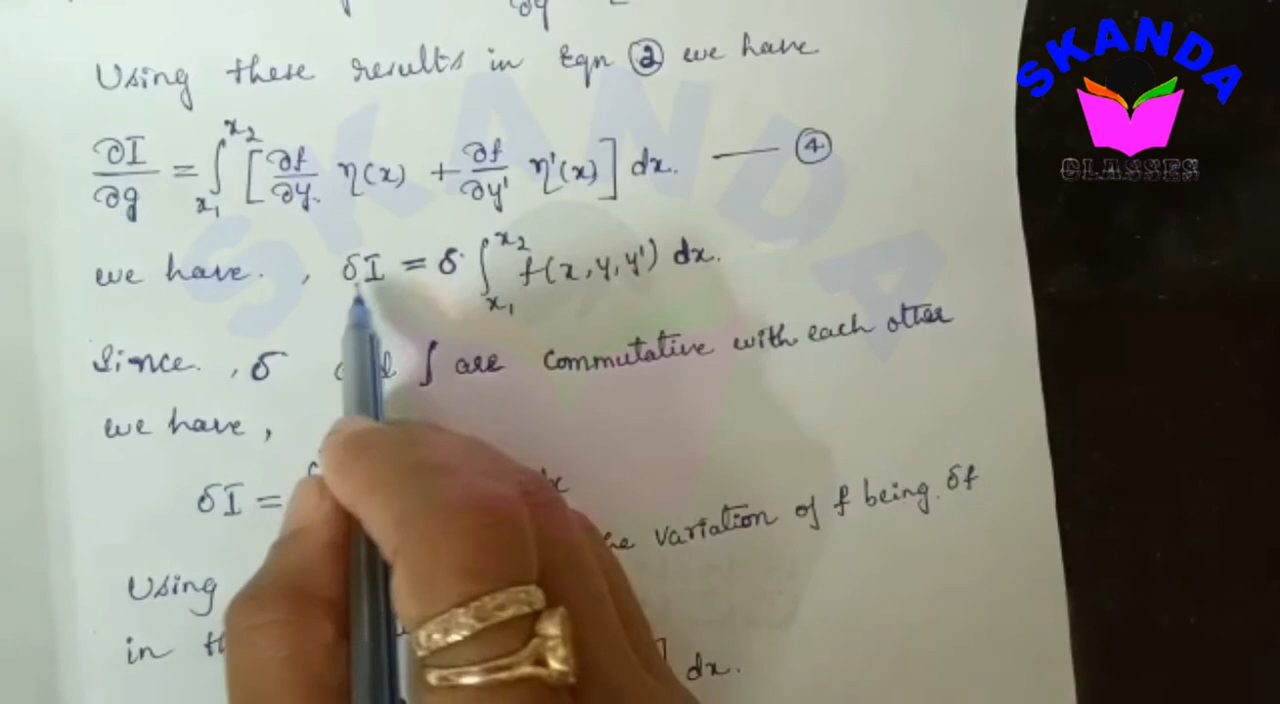 ∂y
Using these results in Eqn ② we have
∂I/∂g = ∫_{x₁}^{x₂} [∂f/∂y. η(x) + ∂f/∂y' η'(x)] dx. —— ④
we have. , δI = δ ∫_{x₁}^{x₂} f(x, y, y') dx.
Since. , δ ∫ are commutative with each other
we have,
δI =
variation of f being. δf
Using
in
] dx.
SKANDA
CLASSES
SKANDA